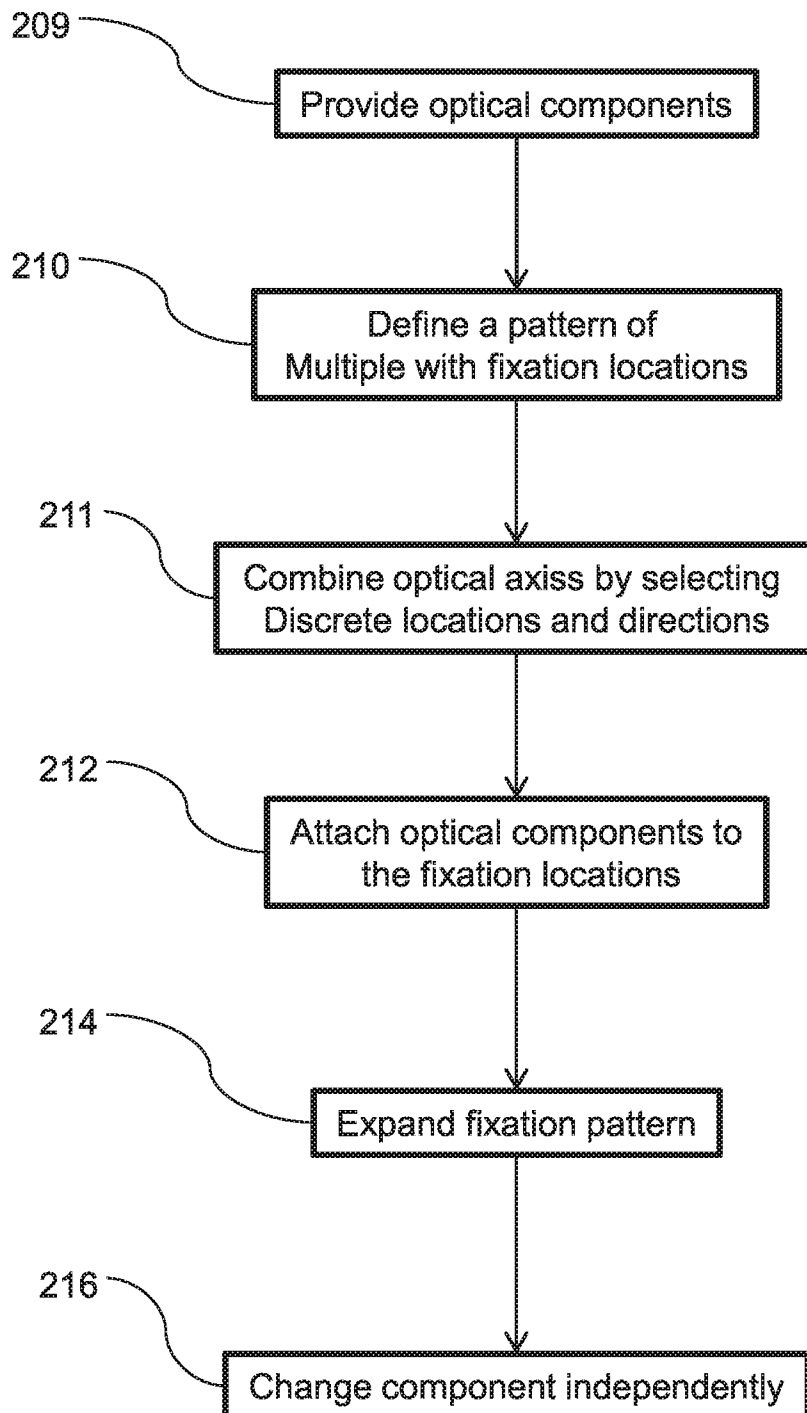 209
Provide optical components
210
Define a pattern of
Multiple with fixation locations
211
Combine optical axiss by selecting
Discrete locations and directions
212
Attach optical components to
the fixation locations
214
Expand fixation pattern
216
Change component independently